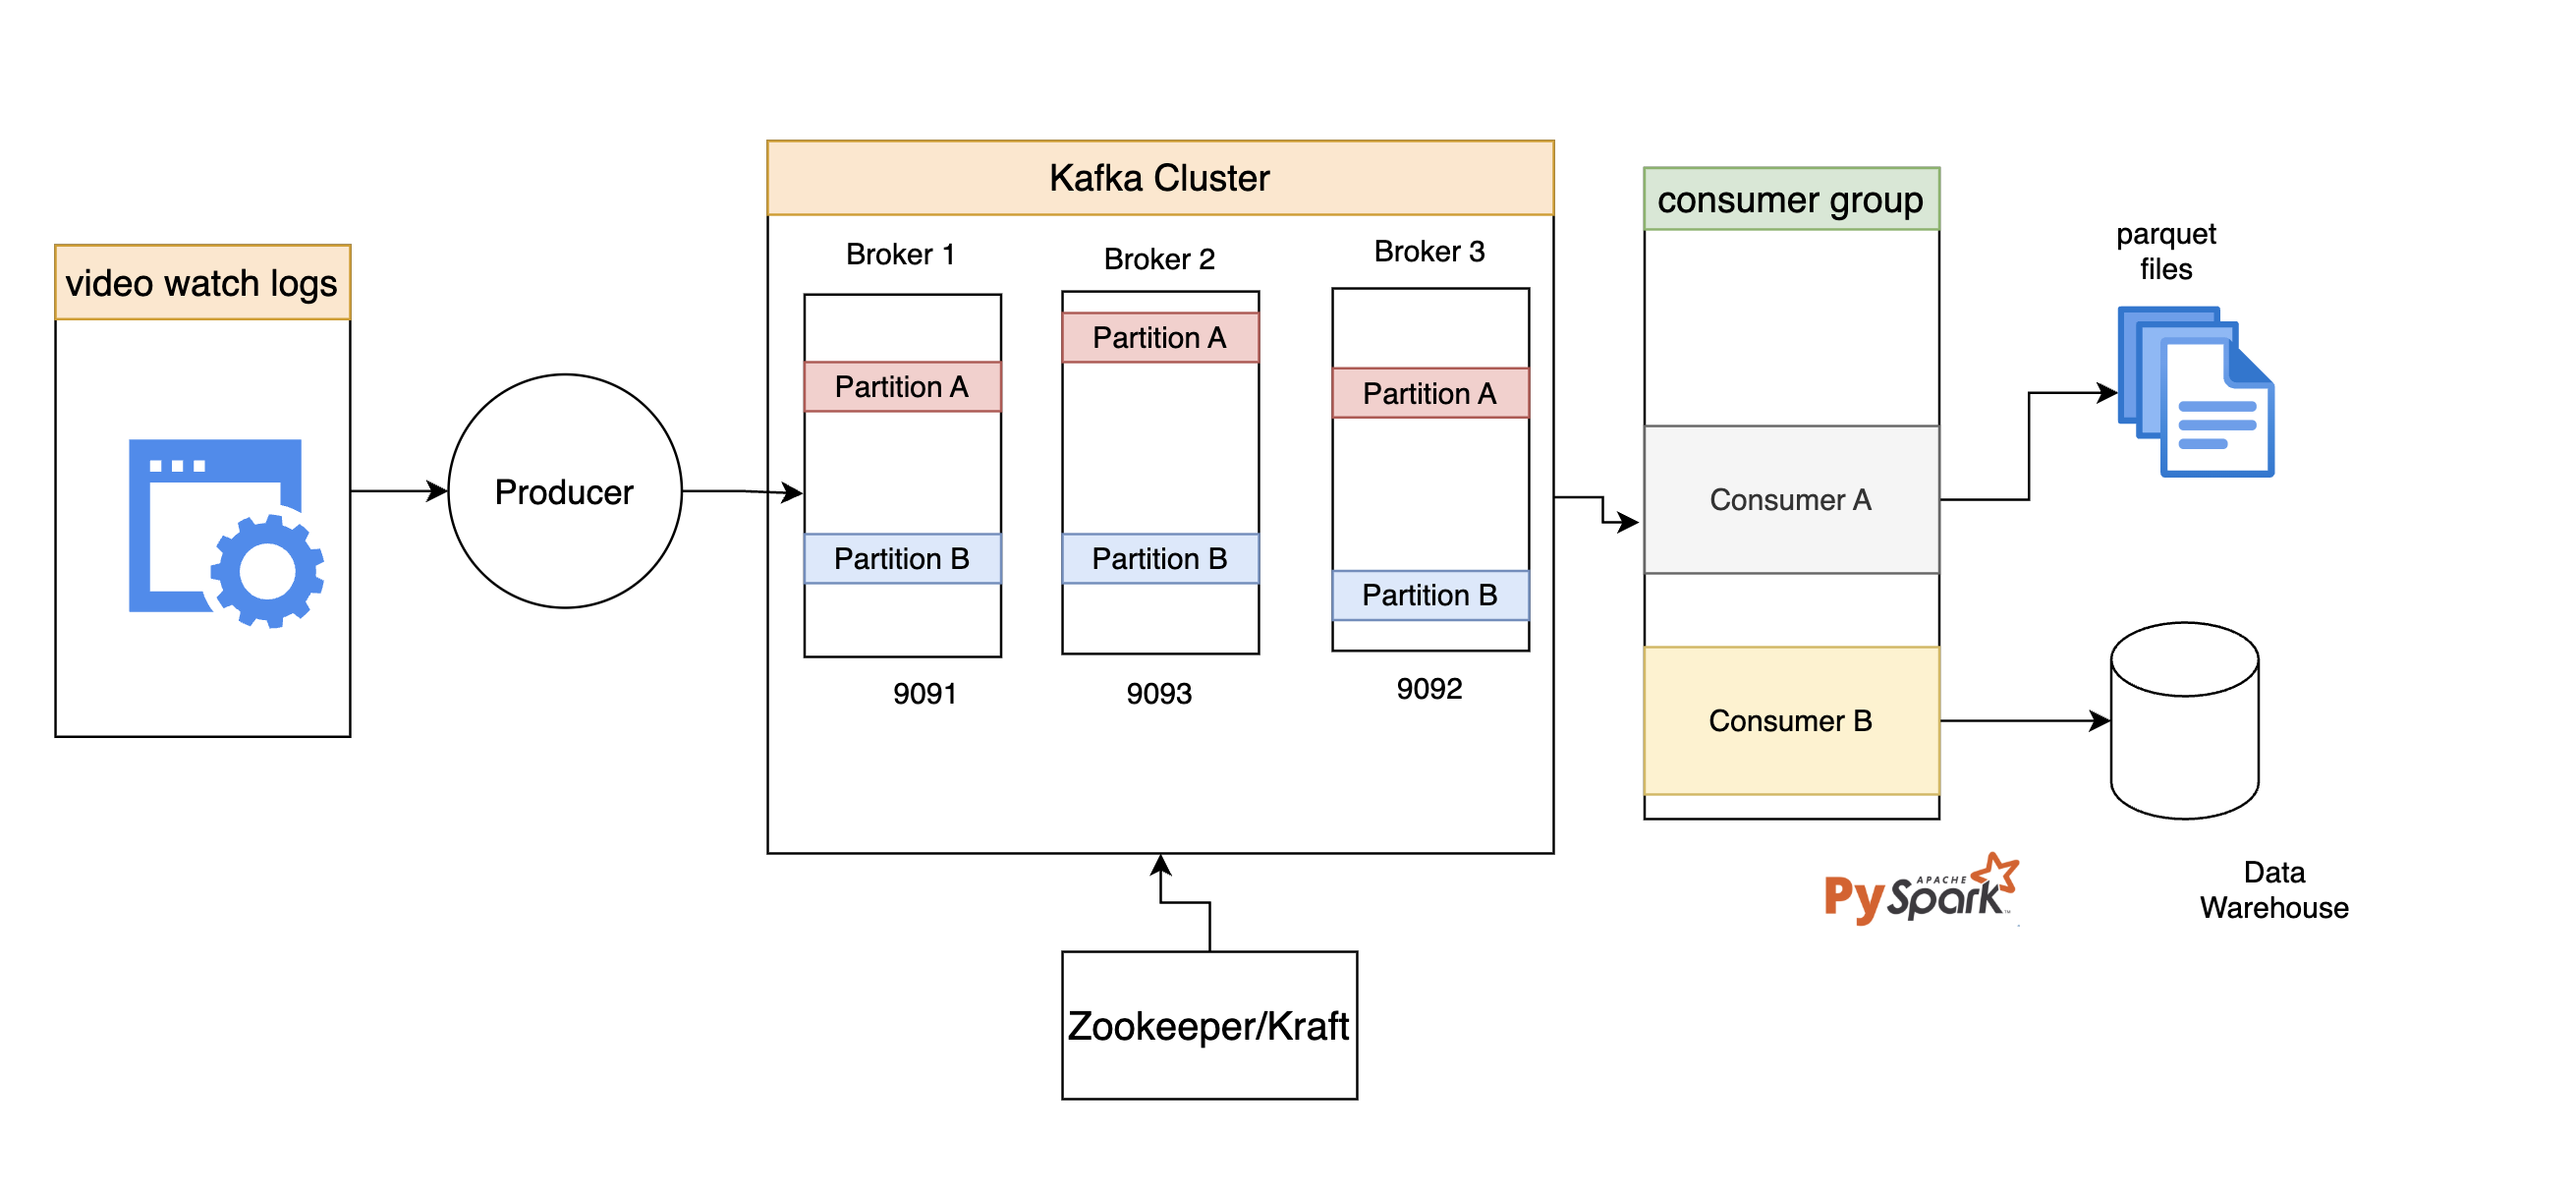 video watch logs
Producer
Kafka Cluster
Broker 1
Broker 2
Broker 3
Partition A
Partition A
Partition A
Partition B
Partition B
Partition B
9091
9093
9092
Zookeeper/Kraft
consumer group
Consumer A
Consumer B
APACHE
PySpark
parquet
files
Data
Warehouse